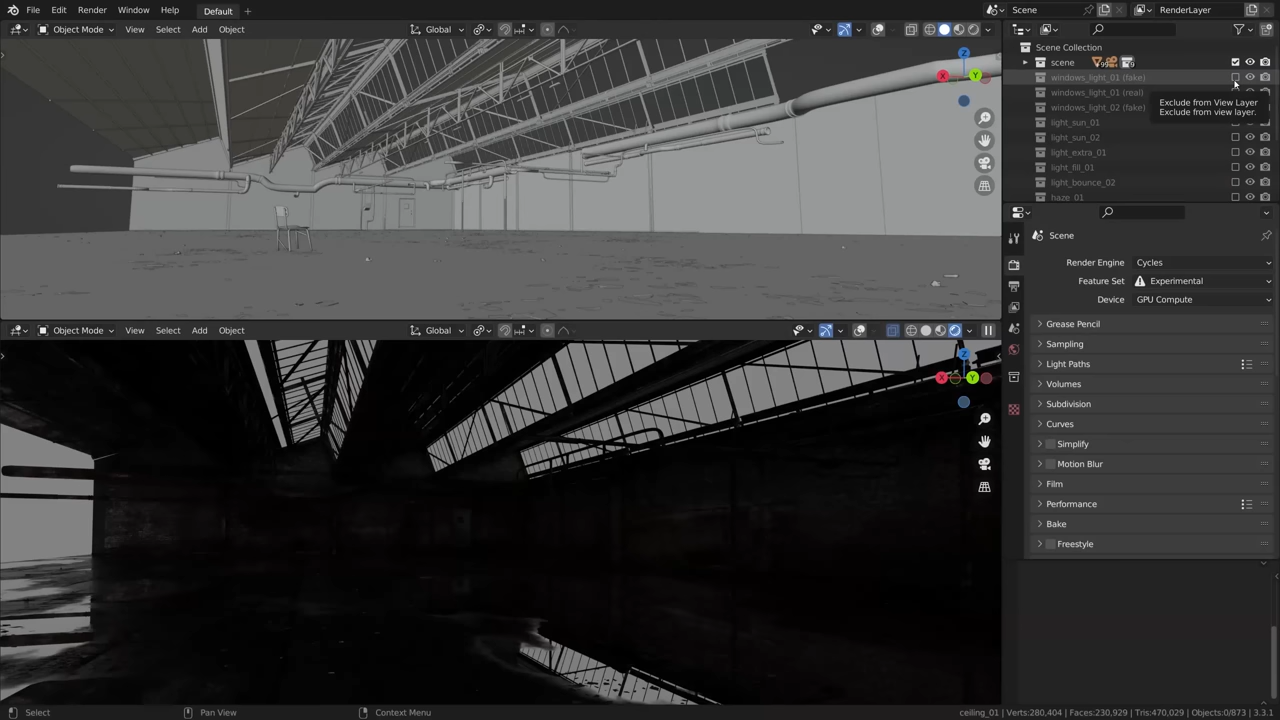 File Edit Render Window Help Default + Scene RenderLayer
Object Mode View Select Add Object Global
Scene Collection
scene
windows_light_01 (fake)
windows_light_01 (real)
windows_light_02 (fake)
light_sun_01
light_sun_02
light_extra_01
light_fill_01
light_bounce_02
haze_01
Exclude from View Layer
Exclude from view layer.
Z
X
Y
Scene
Render Engine Cycles
Feature Set Experimental
Device GPU Compute
Grease Pencil
Sampling
Light Paths
Volumes
Subdivision
Curves
Simplify
Motion Blur
Film
Performance
Bake
Freestyle
Object Mode View Select Add Object Global
Z
X
Y
Select Pan View Context Menu ceiling_01 | Verts:280,404 | Faces:230,929 | Tris:470,029 | Objects:0/873 | 3.3.1